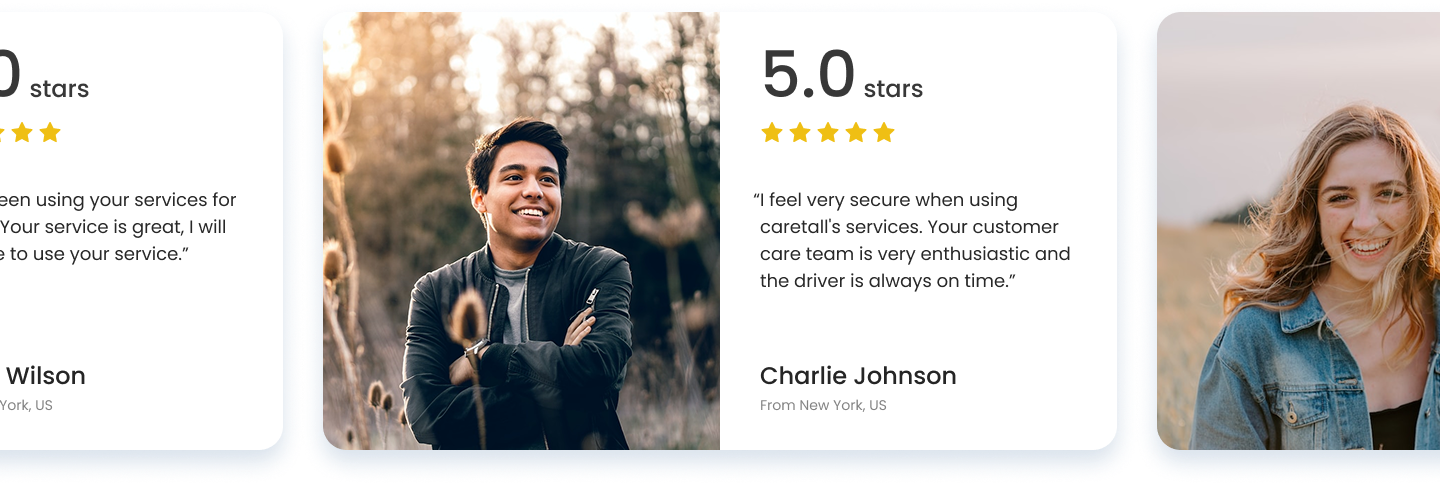 stars
using your services for
Your service is great, I will
to use your service.”
Wilson
York, US
5.0 stars
“I feel very secure when using
caretall's services. Your customer
care team is very enthusiastic and
the driver is always on time.”
Charlie Johnson
From New York, US